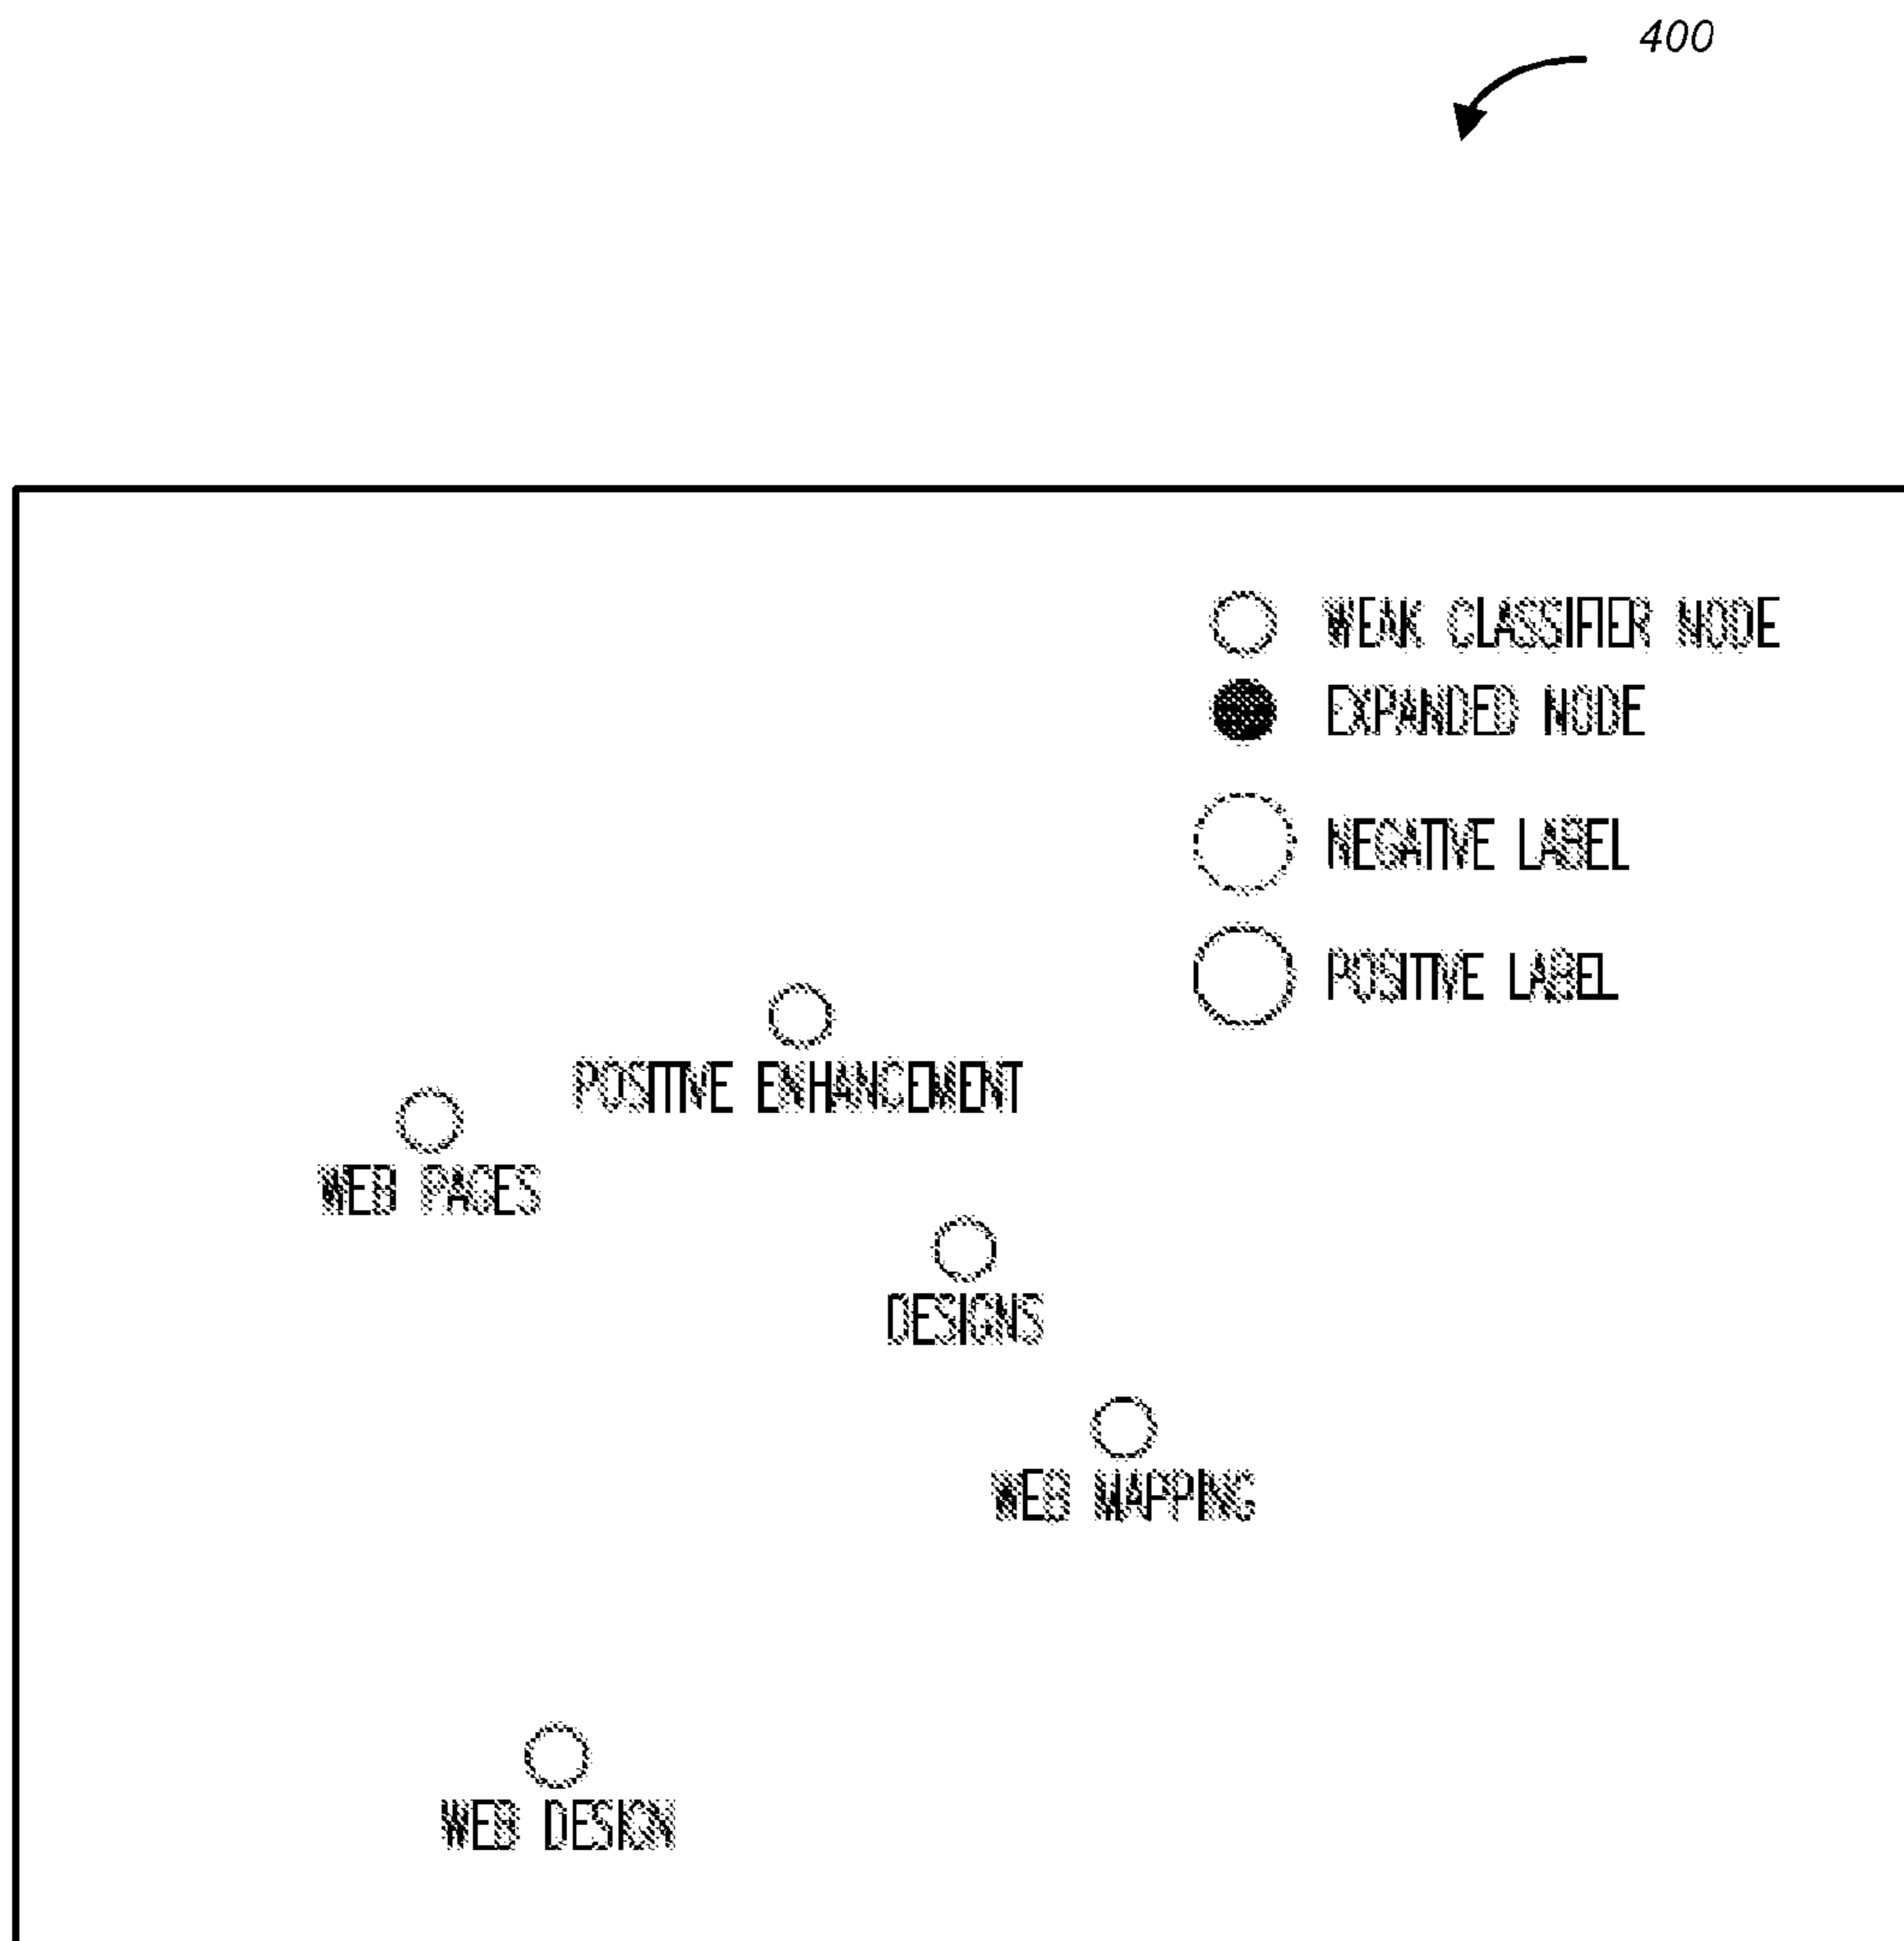 400
WEAK CLASSIFIER NODE
EXPANDED NODE
NEGATIVE LABEL
POSITIVE LABEL
POSITIVE ENHANCEMENT
WEB PAGES
DESIGNS
WEB MAPPING
WEB DESIGN